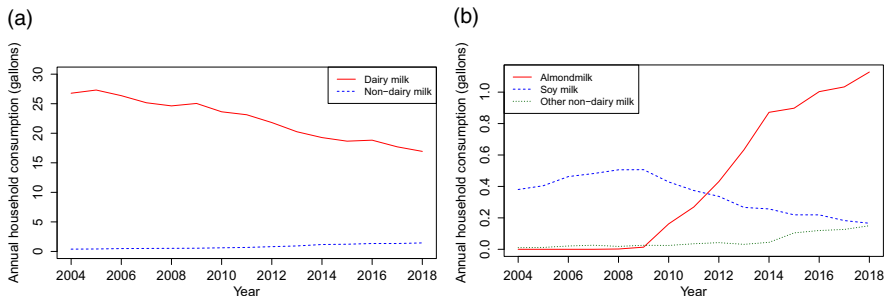 (a)
Annual household consumption (gallons)
30
25
20
15
10
5
0
Dairy milk
Non−dairy milk
2004 2006 2008 2010 2012 2014 2016 2018
Year
(b)
Annual household consumption (gallons)
1.0
0.8
0.6
0.4
0.2
0.0
Almondmilk
Soy milk
Other non−dairy milk
2004 2006 2008 2010 2012 2014 2016 2018
Year